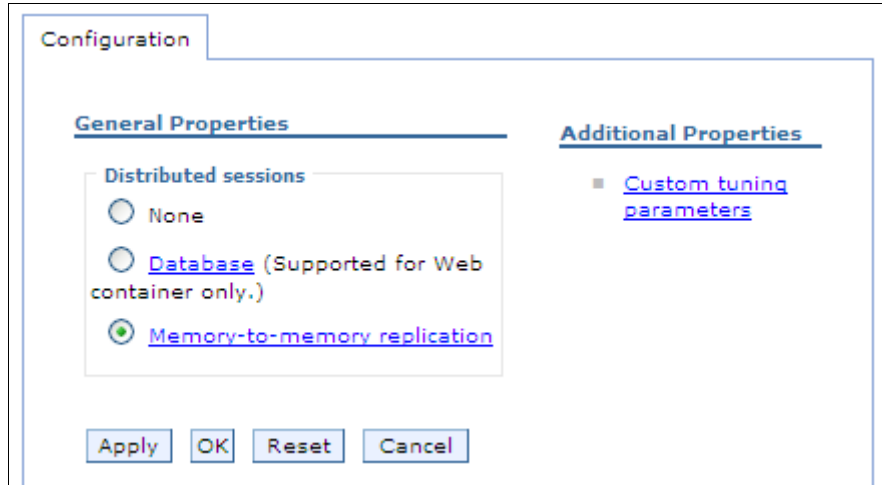 Configuration
General Properties
Additional Properties
Distributed sessions
None
Database (Supported for Web
container only.)
Memory-to-memory replication
Custom tuning
parameters
Apply OK Reset Cancel